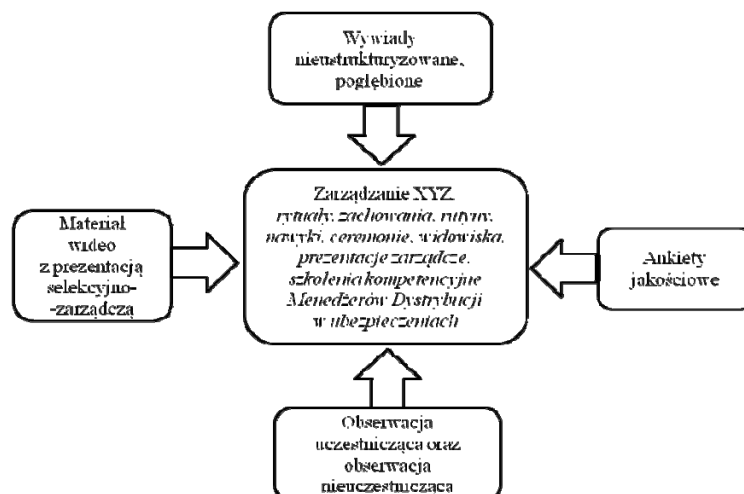 Wywiady
nieustrukturyzowane,
pogłębione
Zarządzanie XYZ
rytuały, zachowania, rutyny,
nawyki, ceremonie, widowiska,
prezentacje zarządcze,
szkolenia kompetencyjne
Menedżerów Dystrybucji
w ubezpieczeniach
Materiał
wideo
z prezentacją
selekcyjno-
-zarządczą
Ankiety
jakościowe
Obserwacja
uczestnicząca oraz
obserwacja
nieuczestnicząca